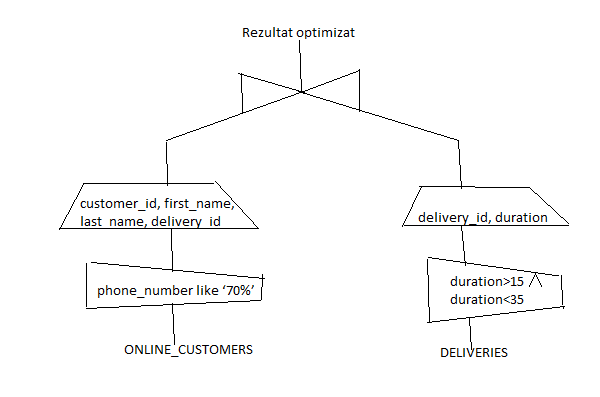 Rezultat optimizat
customer_id, first_name,
last_name, delivery_id
delivery_id, duration
phone_number like ‘70%’
duration>15 ∧
duration<35
ONLINE_CUSTOMERS
DELIVERIES